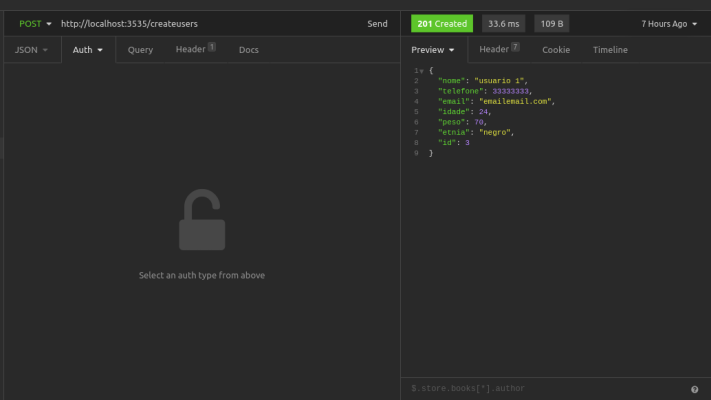 POST http://localhost:3535/createusers Send
201 Created 33.6 ms 109 B 7 Hours Ago
JSON Auth Query Header 1 Docs
Preview Header 7 Cookie Timeline
1 {
2 "nome": "usuario 1",
3 "telefone": 33333333,
4 "email": "emailemail.com",
5 "idade": 24,
6 "peso": 70,
7 "etnia": "negro",
8 "id": 3
9 }
Select an auth type from above
$.store.books[*].author